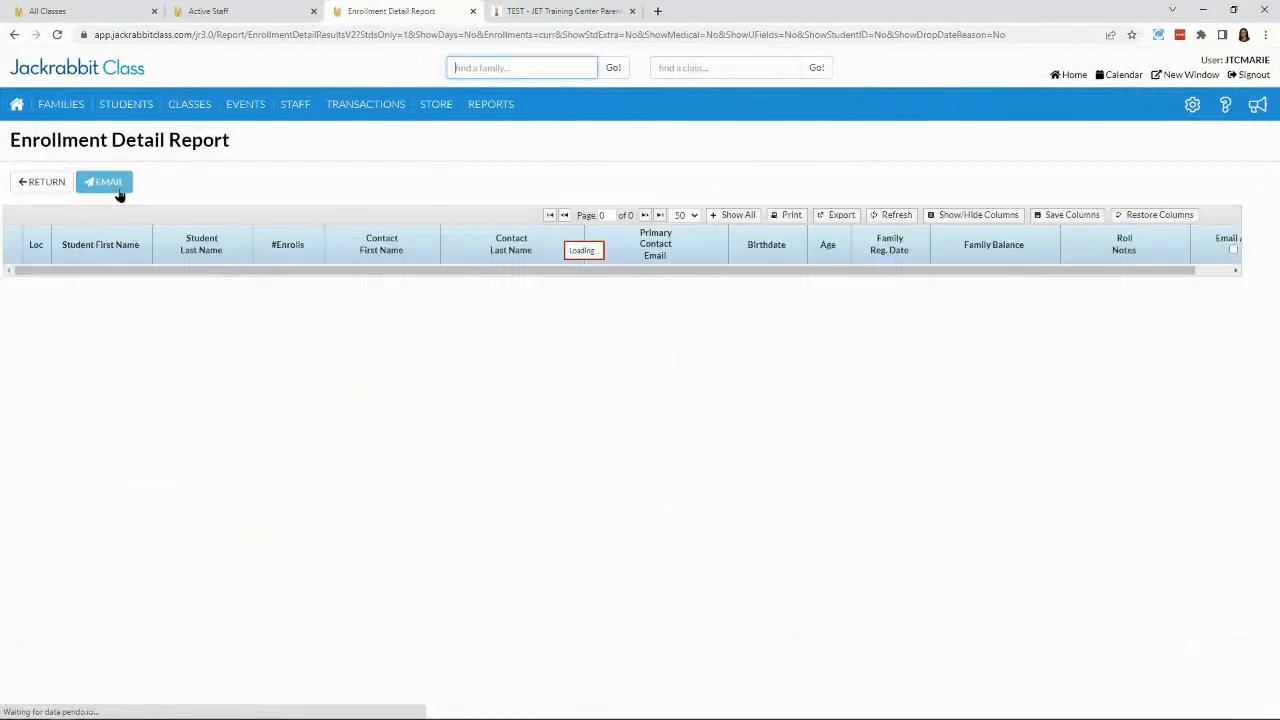 All Classes
Active Staff
Enrollment Detail Report
TEST - JET Training Center Parent
app.jackrabbitclass.com/jr3.0/Report/EnrollmentDetailResultsV2?StdsOnly=1&ShowDays=No&Enrollments=curr&ShowStdExtra=No&ShowMedical=No&ShowUFields=No&ShowStudentID=No&ShowDropDateReason=No
Jackrabbit Class
Find a family...
Go!
find a class...
Go!
User: JTCMARIE
Home
Calendar
New Window
Signout
FAMILIES
STUDENTS
CLASSES
EVENTS
STAFF
TRANSACTIONS
STORE
REPORTS
Enrollment Detail Report
RETURN
EMAIL
Page 0 of 0
50
Show All
Print
Export
Refresh
Show/Hide Columns
Save Columns
Restore Columns
Loc
Student First Name
Student
Last Name
#Enrolls
Contact
First Name
Contact
Last Name
Loading...
Primary
Contact
Email
Birthdate
Age
Family
Reg. Date
Family Balance
Roll
Notes
Email
Waiting for data.pendo.io...